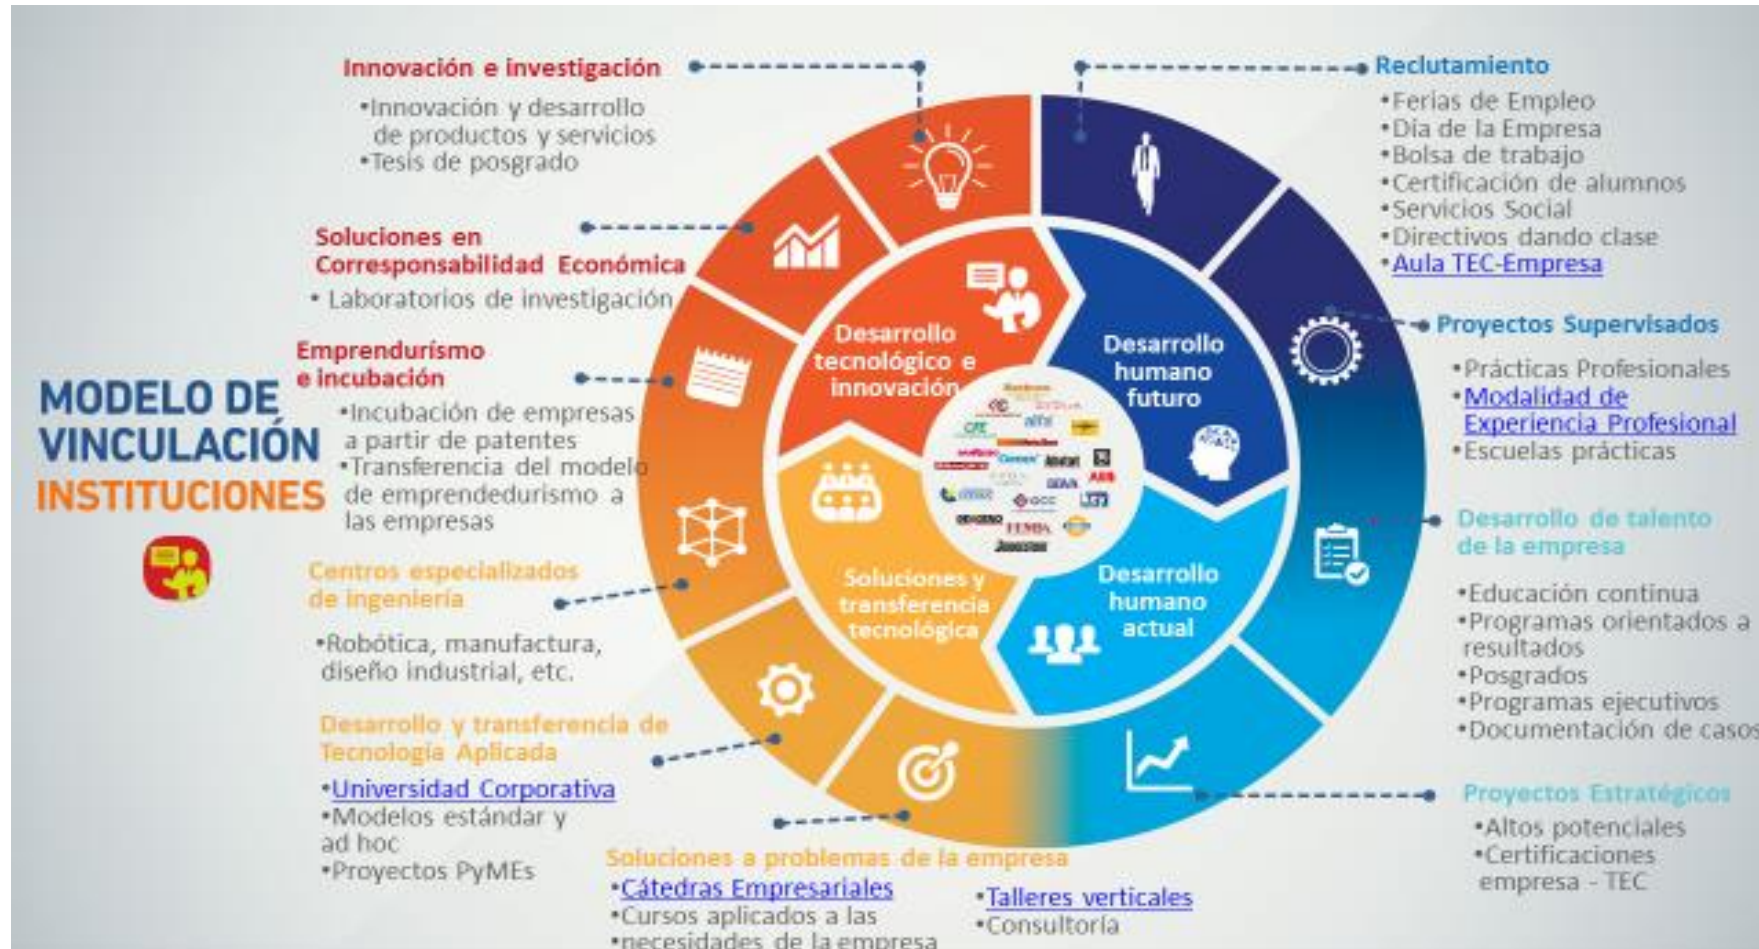 MODELO DE
VINCULACIÓN
INSTITUCIONES
Innovación e investigación
•Innovación y desarrollo
de productos y servicios
•Tesis de posgrado
Soluciones en
Corresponsabilidad Económica
• Laboratorios de investigación
Emprendurísmo
e incubación
•Incubación de empresas
a partir de patentes
•Transferencia del modelo
de emprendedurismo a
las empresas
Centros especializados
de ingeniería
•Robótica, manufactura,
diseño industrial, etc.
Desarrollo y transferencia de
Tecnología Aplicada
•Universidad Corporativa
•Modelos estándar y
ad hoc
•Proyectos PyMEs
Soluciones a problemas de la empresa
•Cátedras Empresariales
•Cursos aplicados a las
•necesidades de la empresa
•Talleres verticales
•Consultoría
Desarrollo
tecnológico e
innovación
Desarrollo
humano
futuro
Soluciones y
transferencia
tecnológica
Desarrollo
humano
actual
CFE
BBVA
ABB
GCC
FEMSA
Reclutamiento
•Ferias de Empleo
•Día de la Empresa
•Bolsa de trabajo
•Certificación de alumnos
•Servicios Social
•Directivos dando clase
•Aula TEC-Empresa
Proyectos Supervisados
•Prácticas Profesionales
•Modalidad de
Experiencia Profesional
•Escuelas prácticas
Desarrollo de talento
de la empresa
•Educación continua
•Programas orientados a
resultados
•Posgrados
•Programas ejecutivos
•Documentación de casos
Proyectos Estratégicos
•Altos potenciales
•Certificaciones
empresa - TEC